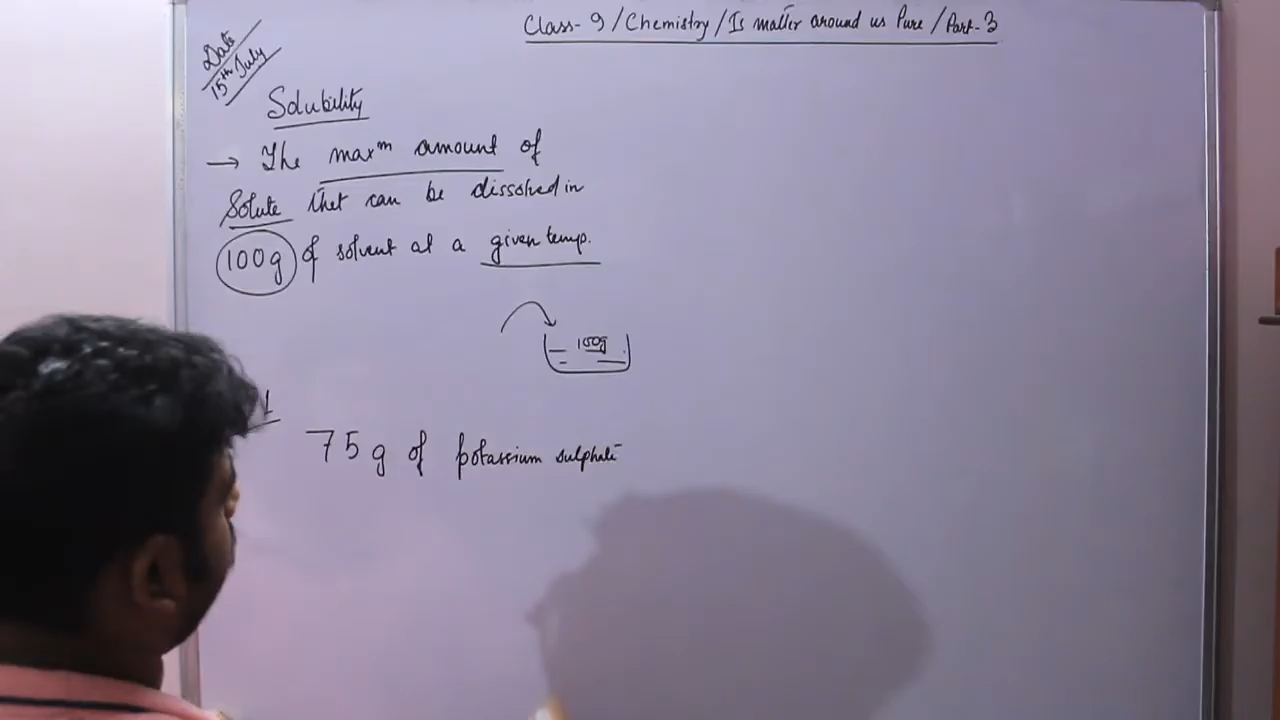 Class-9/Chemistry/Is matter around us Pure/Part-3
Date
15th July
Solubility
→ The maxm amount of
Solute that can be dissolved in
100g of solvent at a given temp.
100g
75g of potassium sulphate